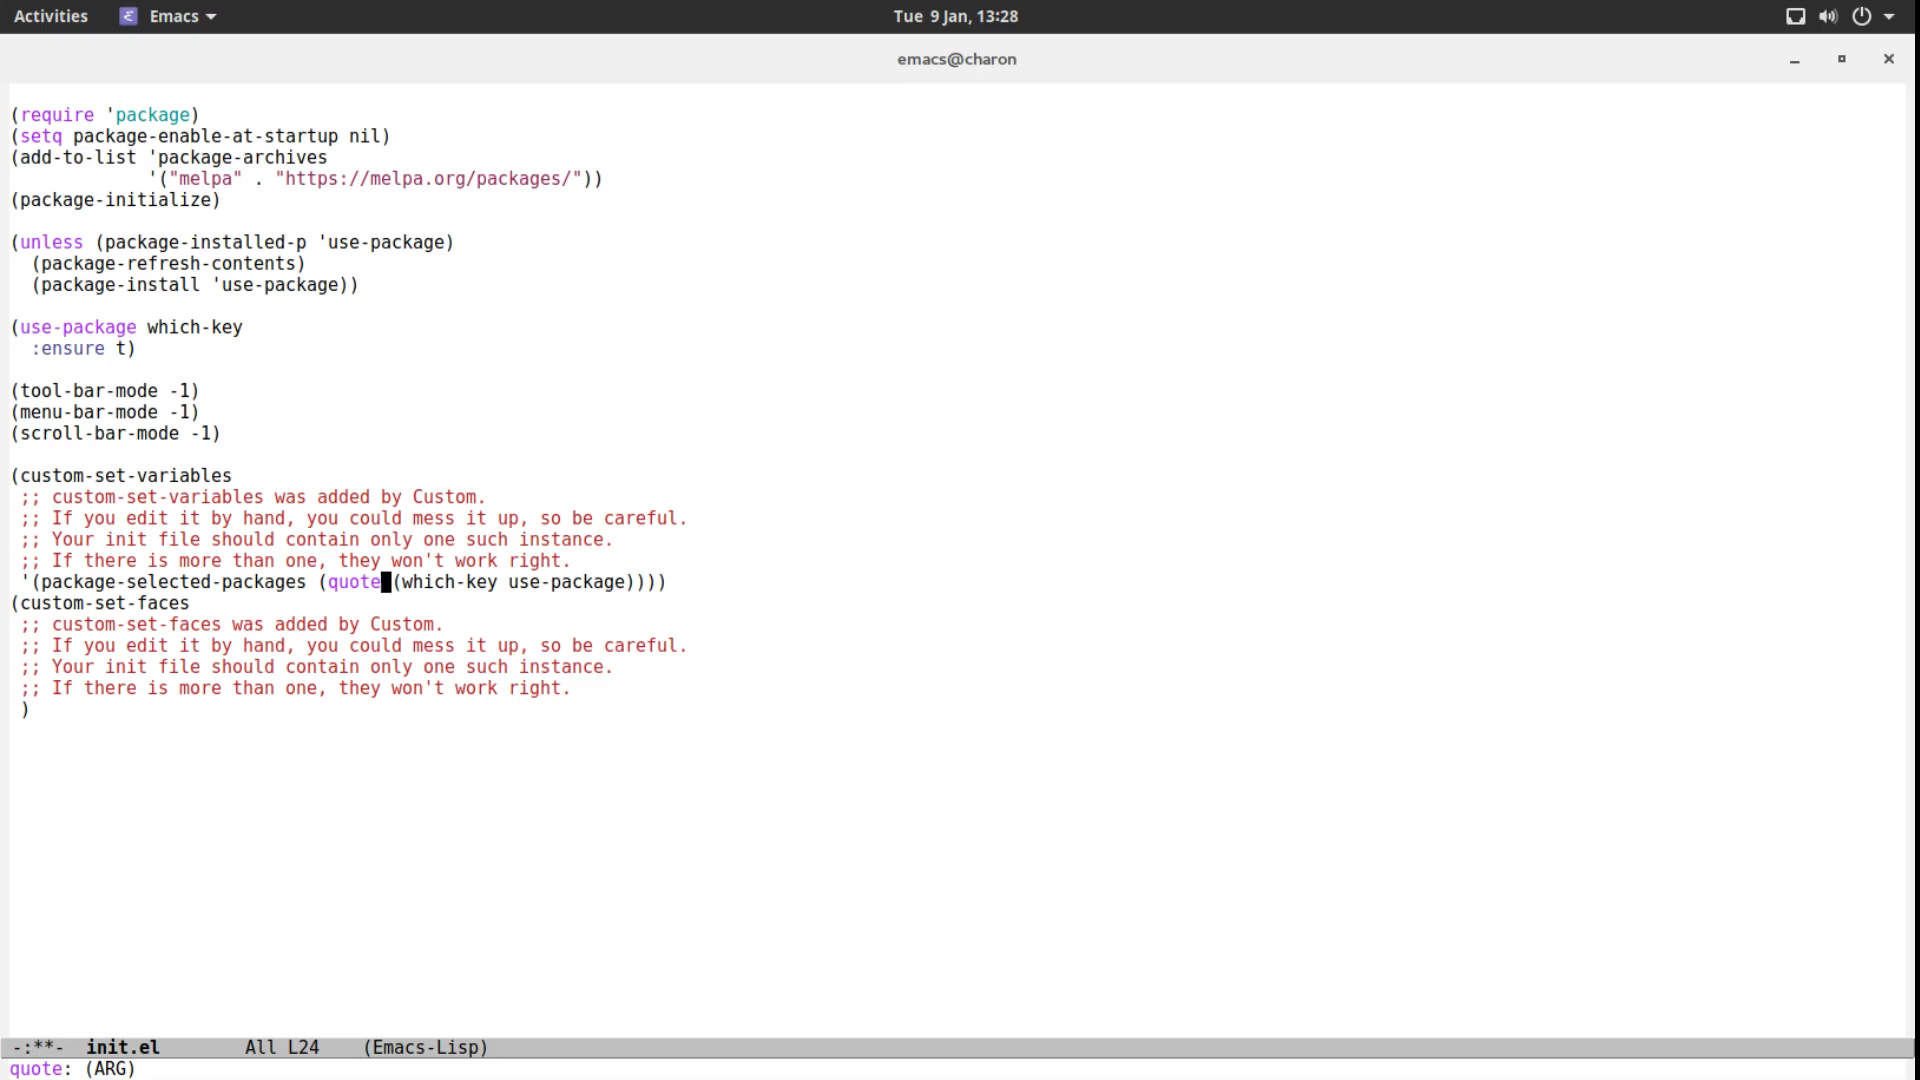 Activities Emacs Tue 9 Jan, 13:28
emacs@charon
(require 'package)
(setq package-enable-at-startup nil)
(add-to-list 'package-archives
             '("melpa" . "https://melpa.org/packages/"))
(package-initialize)
(unless (package-installed-p 'use-package)
  (package-refresh-contents)
  (package-install 'use-package))
(use-package which-key
  :ensure t)
(tool-bar-mode -1)
(menu-bar-mode -1)
(scroll-bar-mode -1)
(custom-set-variables
 ;; custom-set-variables was added by Custom.
 ;; If you edit it by hand, you could mess it up, so be careful.
 ;; Your init file should contain only one such instance.
 ;; If there is more than one, they won't work right.
 '(package-selected-packages (quote (which-key use-package))))
(custom-set-faces
 ;; custom-set-faces was added by Custom.
 ;; If you edit it by hand, you could mess it up, so be careful.
 ;; Your init file should contain only one such instance.
 ;; If there is more than one, they won't work right.
 )
-:**-  init.el        All L24    (Emacs-Lisp)
quote: (ARG)